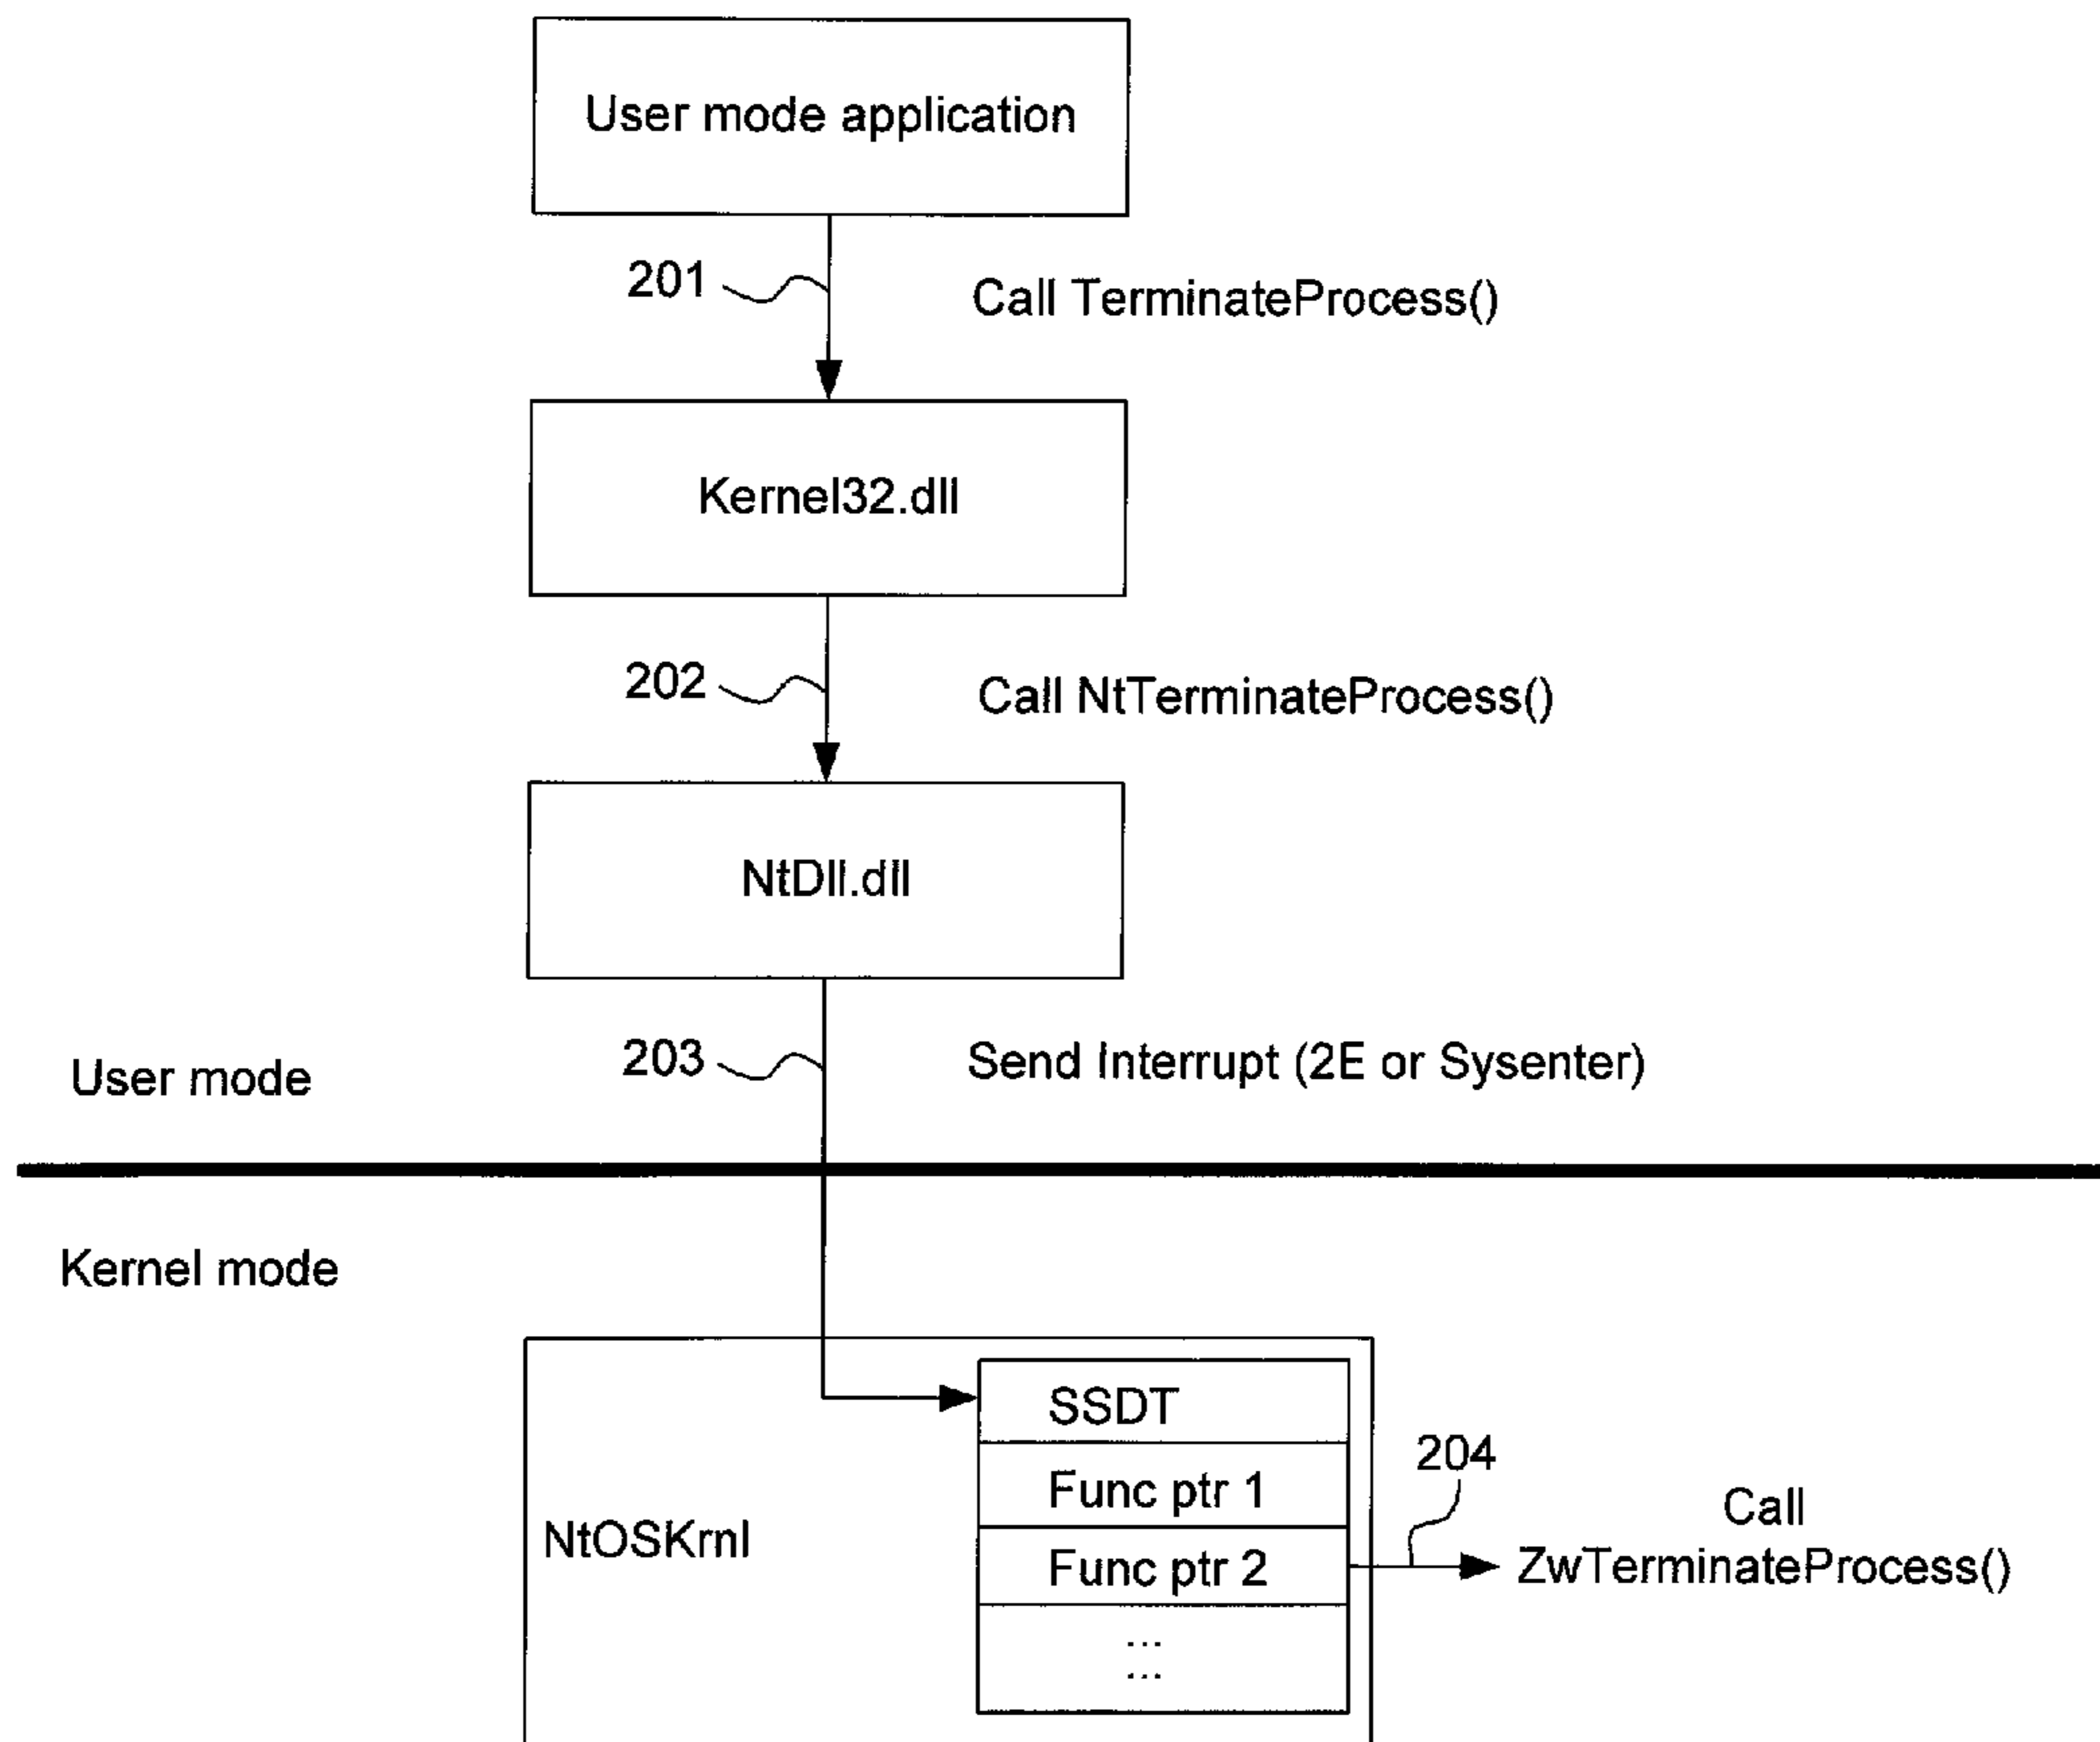 User mode application
201
Call TerminateProcess()
Kernel32.dll
202
Call NtTerminateProcess()
NtDll.dll
203
Send Interrupt (2E or Sysenter)
User mode
Kernel mode
SSDT
Func ptr 1
204
Call
NtOSKrnl
Func ptr 2
ZwTerminateProcess()
...
...